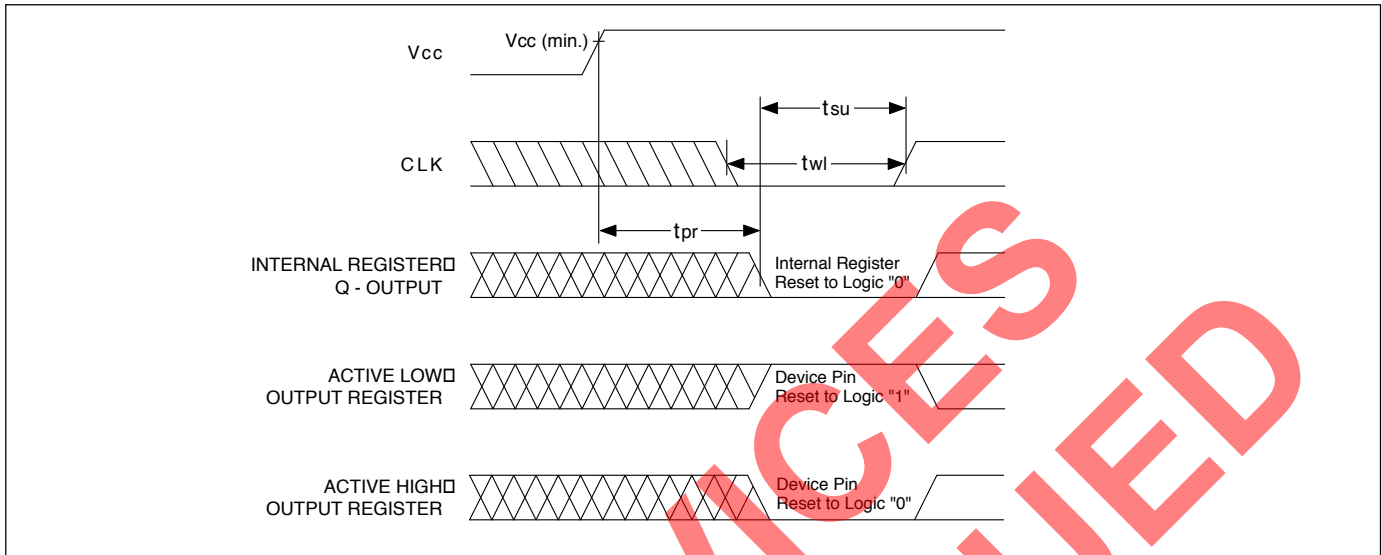 Vcc
Vcc (min.)
tsu
CLK
twl
tpr
INTERNAL REGISTER
Q - OUTPUT
Internal Register
Reset to Logic "0"
ACTIVE LOW
OUTPUT REGISTER
Device Pin
Reset to Logic "1"
ACTIVE HIGH
OUTPUT REGISTER
Device Pin
Reset to Logic "0"